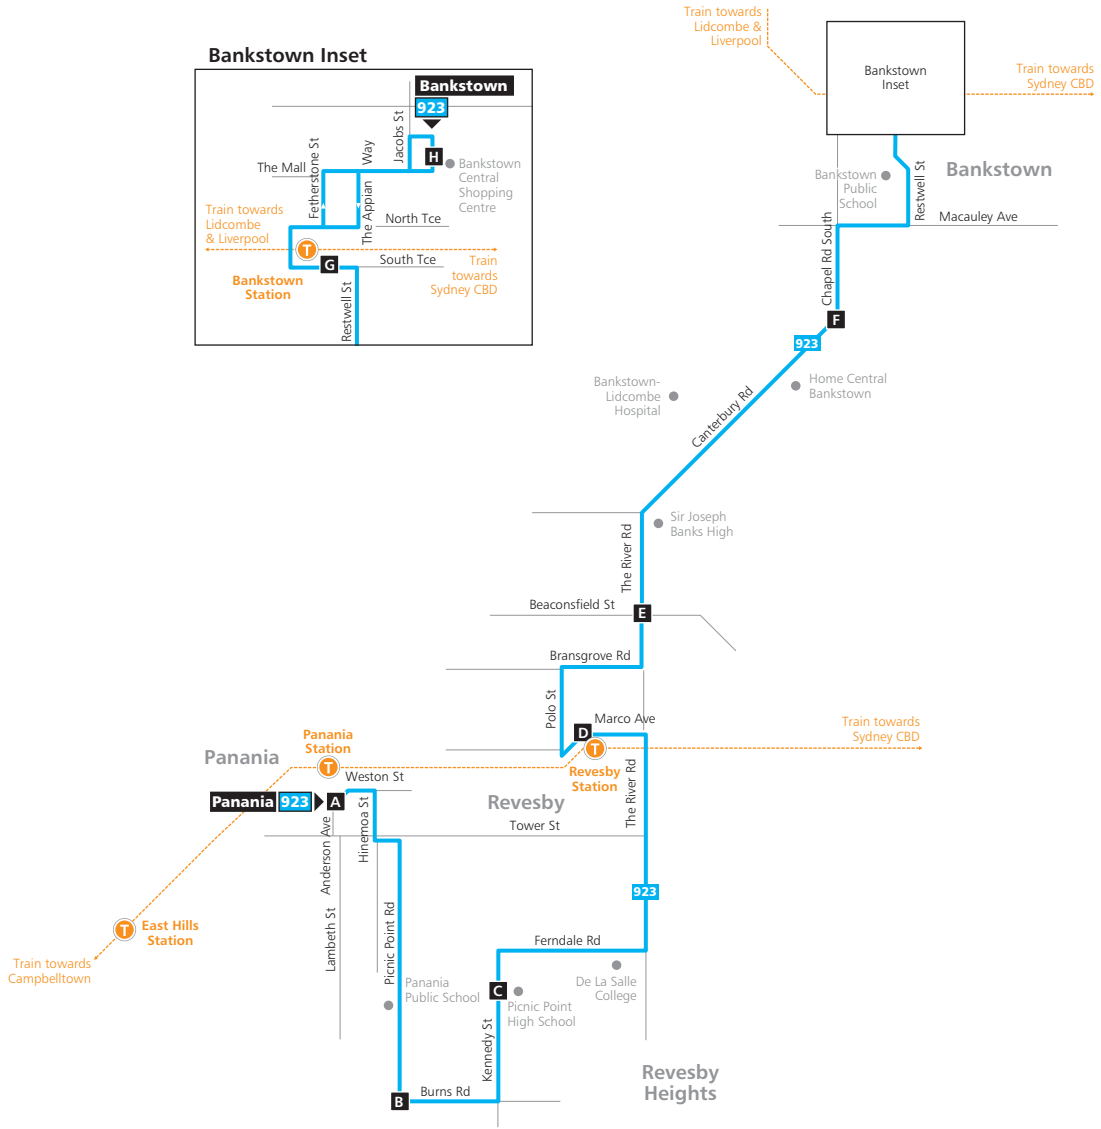 Train towards
Lidcombe &
Liverpool
Bankstown
Inset
Train towards
Sydney CBD
Bankstown Inset
Bankstown
923
Jacobs St
H
Bankstown
Central
Shopping
Centre
The Mall
Fetherstone St
The Appian Way
North Tce
Train towards
Lidcombe
& Liverpool
T
G
South Tce
Train
towards
Sydney CBD
Bankstown
Station
Restwell St
Bankstown
Bankstown
Public
School
Restwell St
Macauley Ave
Chapel Rd South
F
923
Home Central
Bankstown
Bankstown-
Lidcombe
Hospital
Canterbury Rd
Sir Joseph
Banks High
The River Rd
Beaconsfield St
E
Bransgrove Rd
Polo St
D
Marco Ave
T
Revesby
Station
Train towards
Sydney CBD
Panania
Panania
Station
T
Weston St
Panania
923
A
Revesby
The River Rd
Tower St
Hinemoa St
Anderson Ave
Lambeth St
Picnic Point Rd
923
T
East Hills
Station
Train towards
Campbelltown
Ferndale Rd
De La Salle
College
Panania
Public School
C
Picnic Point
High School
Kennedy St
Revesby
Heights
B
Burns Rd